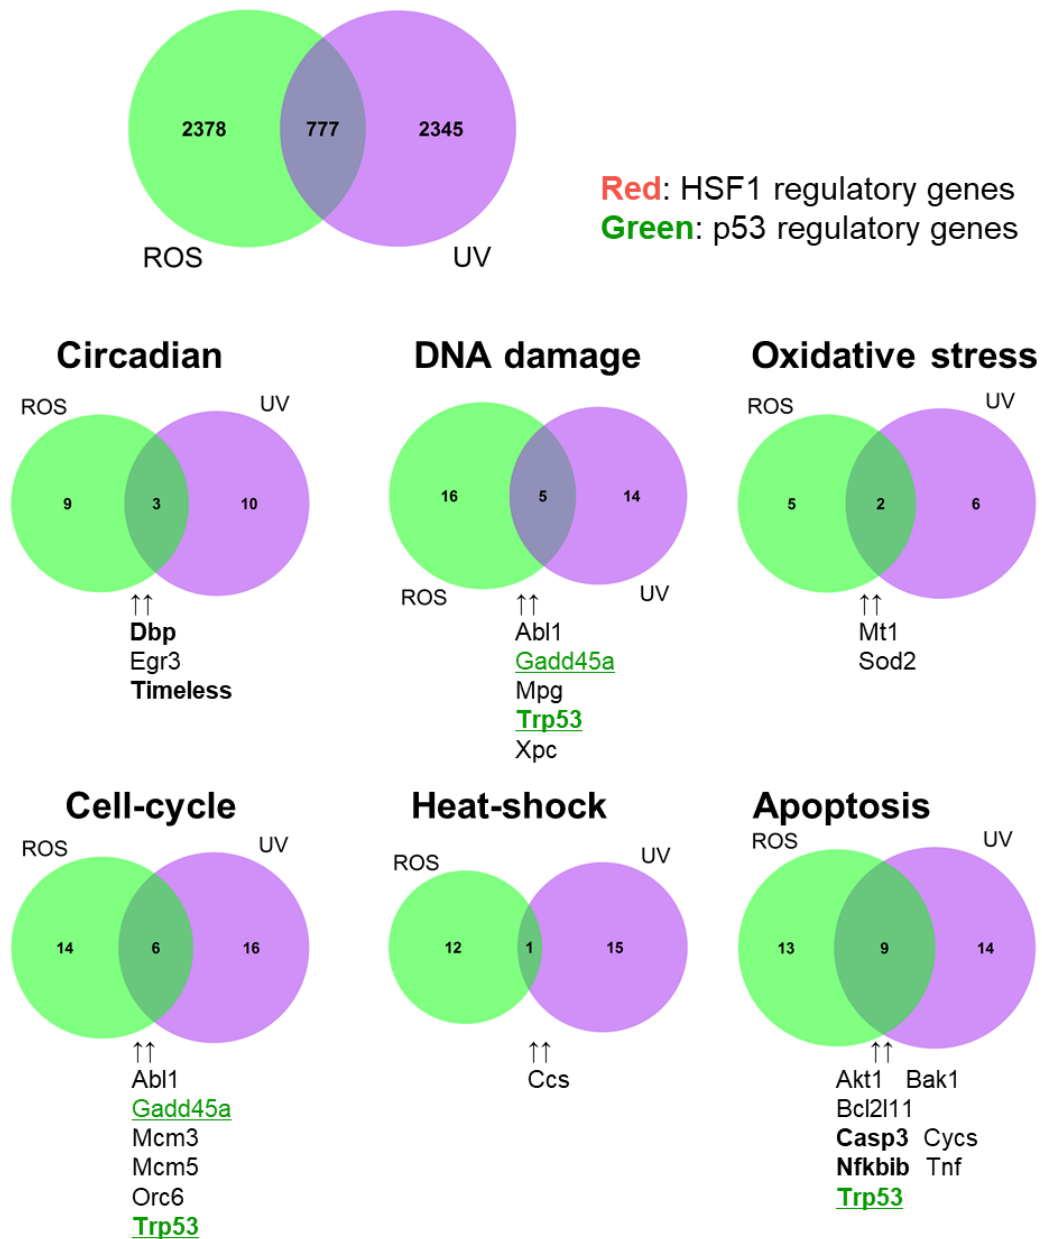 2378
777
2345
ROS
UV
Red: HSF1 regulatory genes
Green: p53 regulatory genes
Circadian
ROS
UV
9
3
10
↑↑
Dbp
Egr3
Timeless
DNA damage
16
5
14
ROS
UV
↑↑
Abl1
Gadd45a
Mpg
Trp53
Xpc
Oxidative stress
ROS
UV
5
2
6
↑↑
Mt1
Sod2
Cell-cycle
ROS
UV
14
6
16
↑↑
Abl1
Gadd45a
Mcm3
Mcm5
Orc6
Trp53
Heat-shock
ROS
UV
12
1
15
↑↑
Ccs
Apoptosis
ROS
UV
13
9
14
↑↑
Akt1 Bak1
Bcl2l11
Casp3 Cycs
Nfkbib Tnf
Trp53